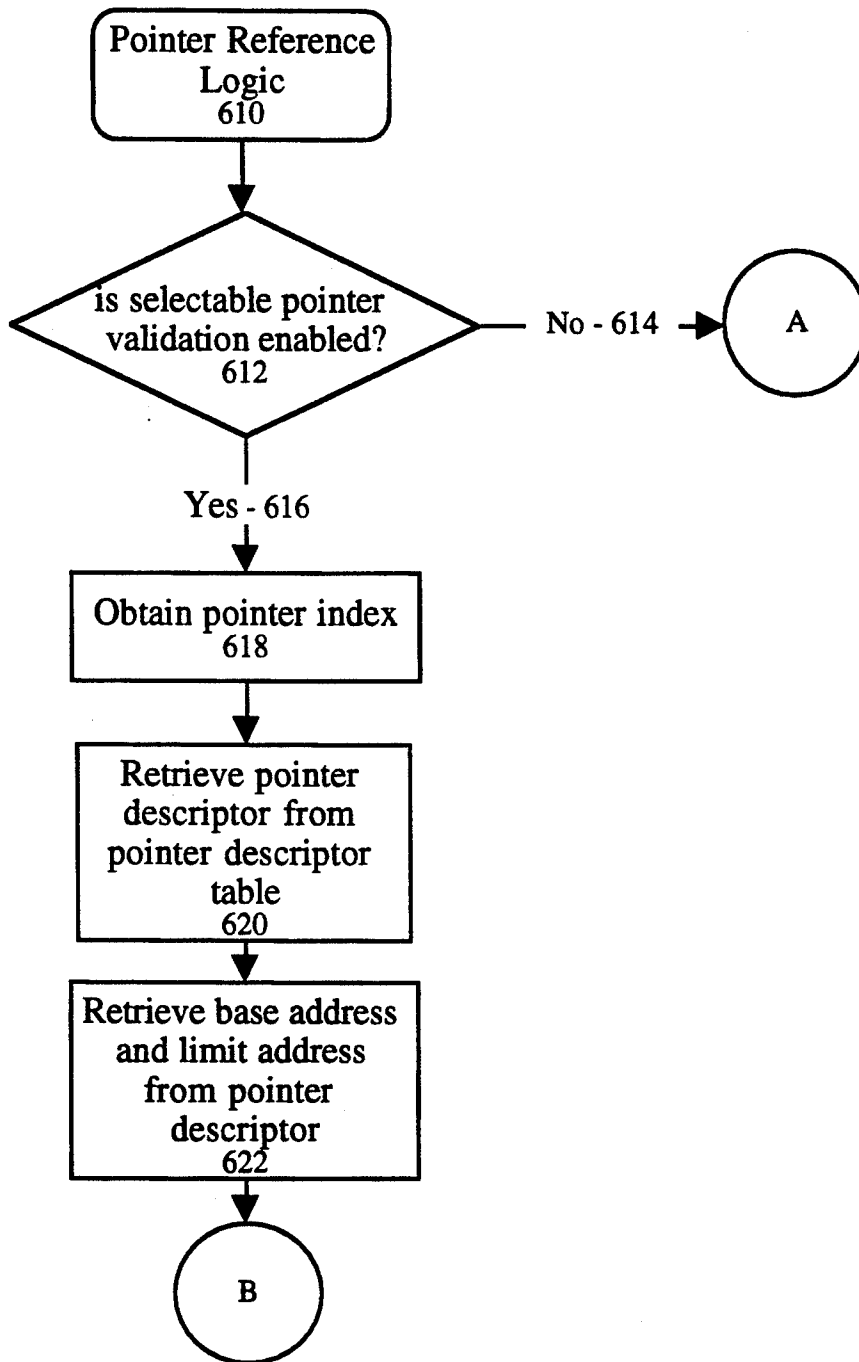 Pointer Reference
Logic
610
is selectable pointer
validation enabled?
612
No - 614
A
Yes - 616
Obtain pointer index
618
Retrieve pointer
descriptor from
pointer descriptor
table
620
Retrieve base address
and limit address
from pointer
descriptor
622
B